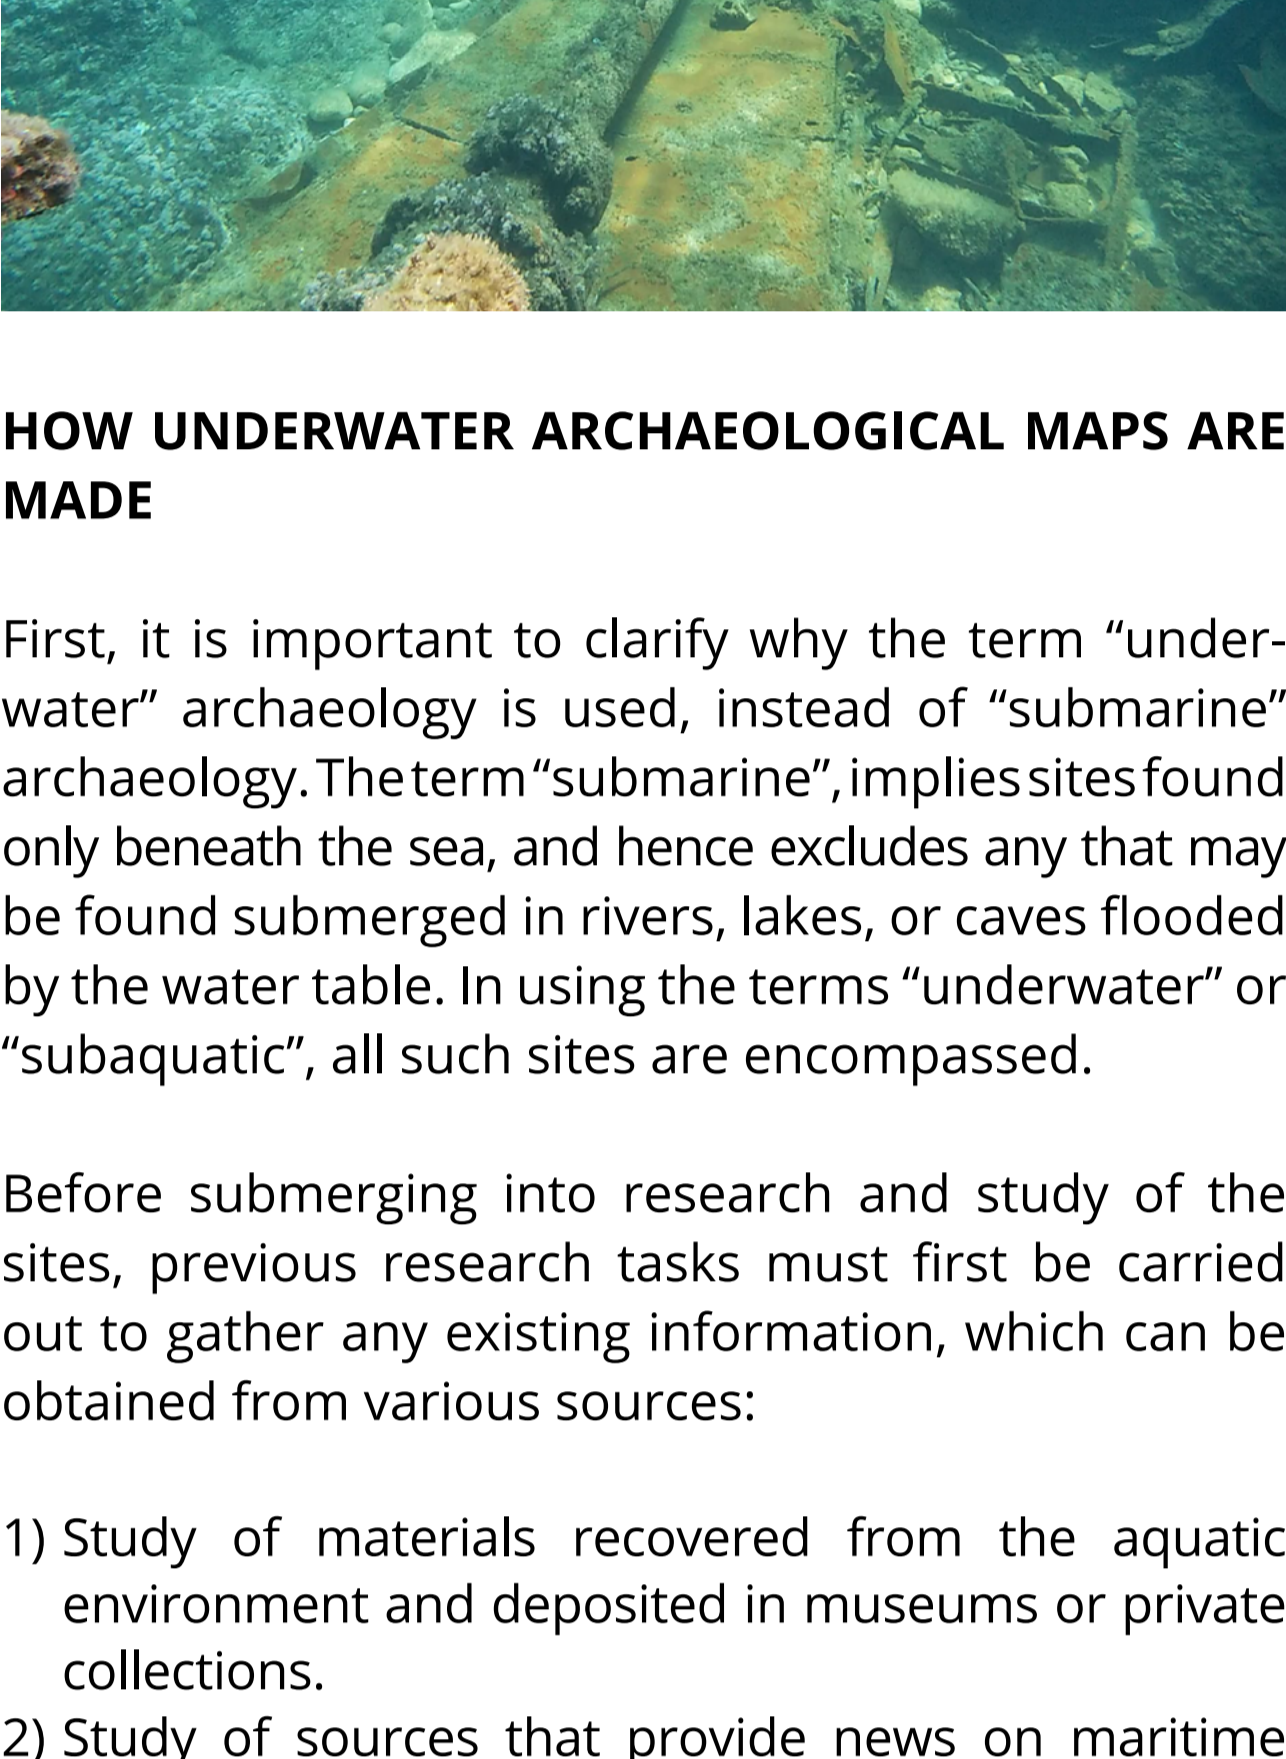 HOW UNDERWATER ARCHAEOLOGICAL MAPS ARE
MADE
First, it is important to clarify why the term “under-
water” archaeology is used, instead of “submarine”
archaeology. The term “submarine”, implies sites found
only beneath the sea, and hence excludes any that may
be found submerged in rivers, lakes, or caves flooded
by the water table. In using the terms “underwater” or
“subaquatic”, all such sites are encompassed.
Before submerging into research and study of the
sites, previous research tasks must first be carried
out to gather any existing information, which can be
obtained from various sources:
1) Study of materials recovered from the aquatic
environment and deposited in museums or private
collections.
2) Study of sources that provide news on maritime